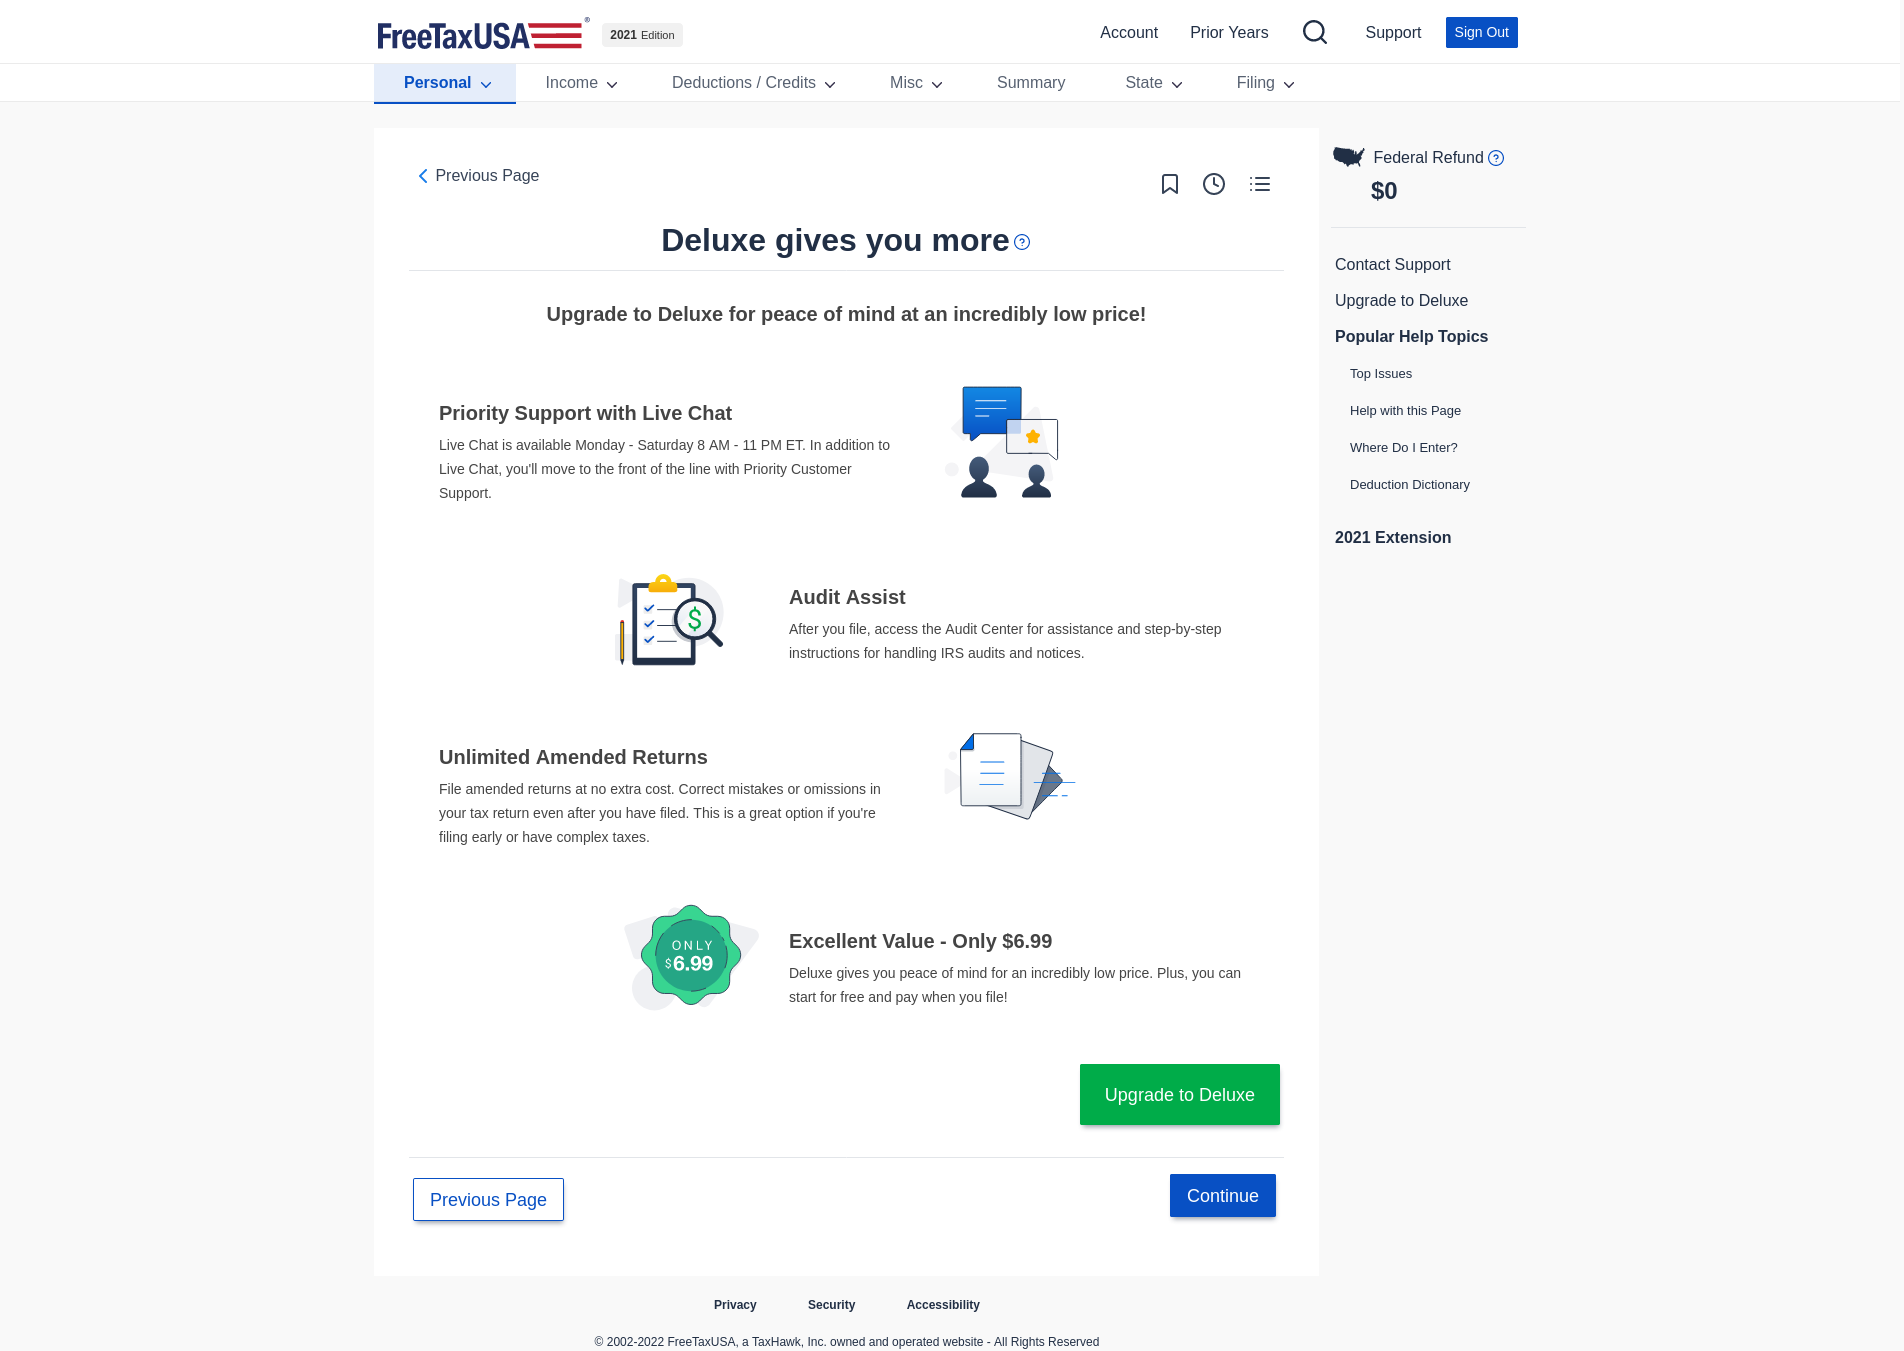 FreeTaxUSA®
2021 Edition
Account
Prior Years
Support
Sign Out
Personal
Income
Deductions / Credits
Misc
Summary
State
Filing
Previous Page
Deluxe gives you more
Upgrade to Deluxe for peace of mind at an incredibly low price!
Priority Support with Live Chat
Live Chat is available Monday - Saturday 8 AM - 11 PM ET. In addition to
Live Chat, you'll move to the front of the line with Priority Customer
Support.
$
Audit Assist
After you file, access the Audit Center for assistance and step-by-step
instructions for handling IRS audits and notices.
Unlimited Amended Returns
File amended returns at no extra cost. Correct mistakes or omissions in
your tax return even after you have filed. This is a great option if you're
filing early or have complex taxes.
ONLY
$6.99
Excellent Value - Only $6.99
Deluxe gives you peace of mind for an incredibly low price. Plus, you can
start for free and pay when you file!
Upgrade to Deluxe
Previous Page
Continue
Federal Refund
$0
Contact Support
Upgrade to Deluxe
Popular Help Topics
Top Issues
Help with this Page
Where Do I Enter?
Deduction Dictionary
2021 Extension
Privacy
Security
Accessibility
© 2002-2022 FreeTaxUSA, a TaxHawk, Inc. owned and operated website - All Rights Reserved